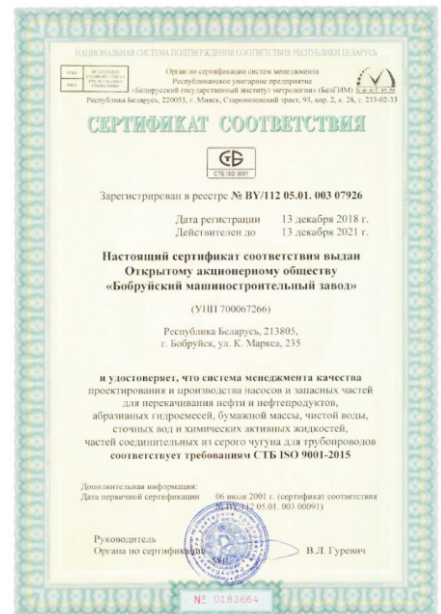 НАЦИОНАЛЬНАЯ СИСТЕМА ПОДТВЕРЖДЕНИЯ СООТВЕТСТВИЯ РЕСПУБЛИКИ БЕЛАРУСЬ
Орган по сертификации систем менеджмента
Республиканское унитарное предприятие
«Белорусский государственный институт метрологии» (БелГИМ)
БелГИМ
Республика Беларусь, 220053, г. Минск, Старовиленский тракт, 93, кор. 2, к. 28, т. 233-02-33
СЕРТИФИКАТ СООТВЕТСТВИЯ
СТБ
СТБ ISO 9001
Зарегистрирован в реестре № BY/112 05.01. 003 07926
Дата регистрации 13 декабря 2018 г.
Действителен до 13 декабря 2021 г.
Настоящий сертификат соответствия выдан
Открытому акционерному обществу
«Бобруйский машиностроительный завод»
(УНП 700067266)
Республика Беларусь, 213805,
г. Бобруйск, ул. К. Маркса, 235
и удостоверяет, что система менеджмента качества
проектирования и производства насосов и запасных частей
для перекачивания нефти и нефтепродуктов,
абразивных гидросмесей, бумажной массы, чистой воды,
сточных вод и химических активных жидкостей,
частей соединительных из серого чугуна для трубопроводов
соответствует требованиям СТБ ISO 9001-2015
Дополнительная информация:
Дата первичной сертификации 06 июля 2001 г. (сертификат соответствия
№ BY/112 05.01. 003 00091)
Руководитель
Органа по сертификации В.Л. Гуревич
№ 0183664